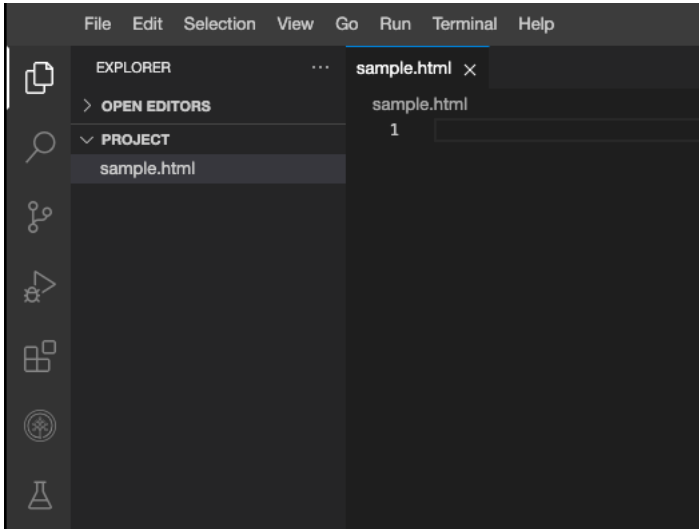 File Edit Selection View Go Run Terminal Help
EXPLORER
OPEN EDITORS
PROJECT
sample.html
sample.html
sample.html
1